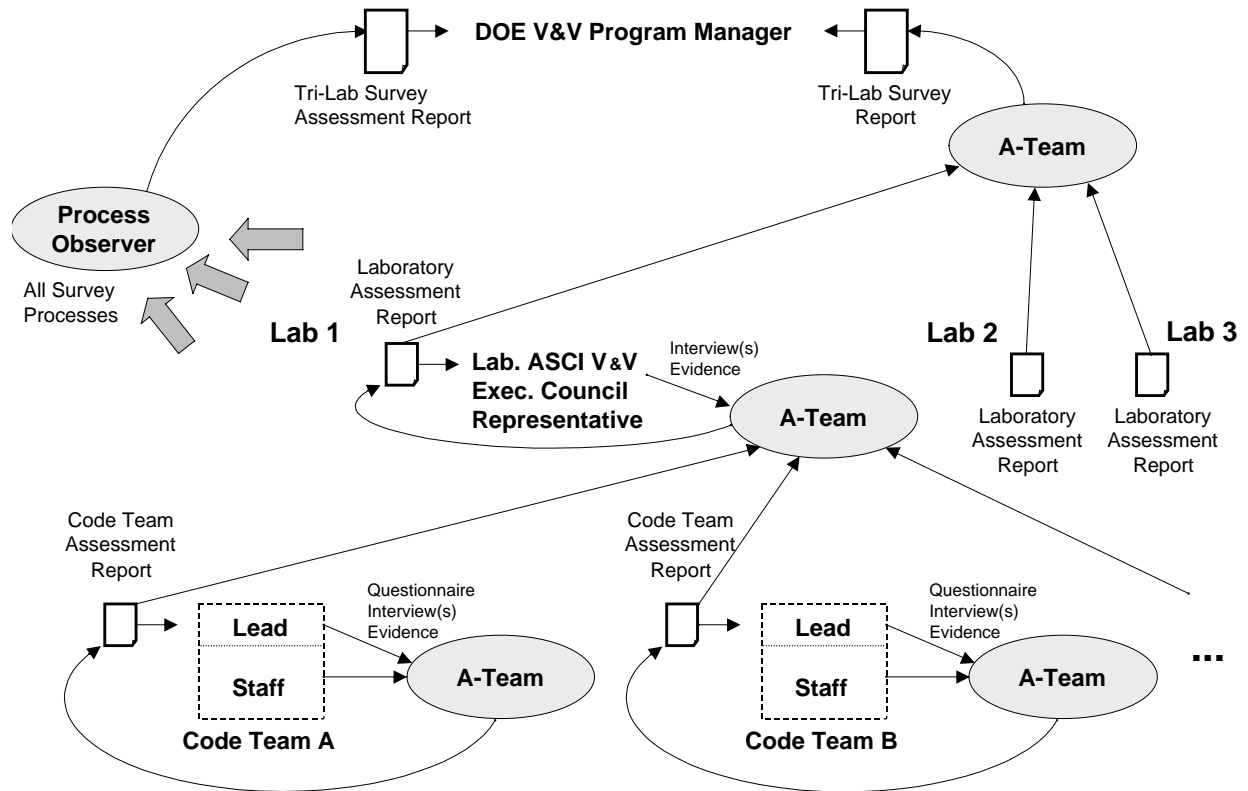 DOE V&V Program Manager
Tri-Lab Survey
Assessment Report
Tri-Lab Survey
Report
A-Team
Process
Observer
All Survey
Processes
Laboratory
Assessment
Report
Lab 1
Lab. ASCI V&V
Exec. Council
Representative
Interview(s)
Evidence
A-Team
Lab 2
Laboratory
Assessment
Report
Lab 3
Laboratory
Assessment
Report
Code Team
Assessment
Report
Lead
Staff
Code Team A
Questionnaire
Interview(s)
Evidence
A-Team
Code Team
Assessment
Report
Lead
Staff
Code Team B
Questionnaire
Interview(s)
Evidence
A-Team
...